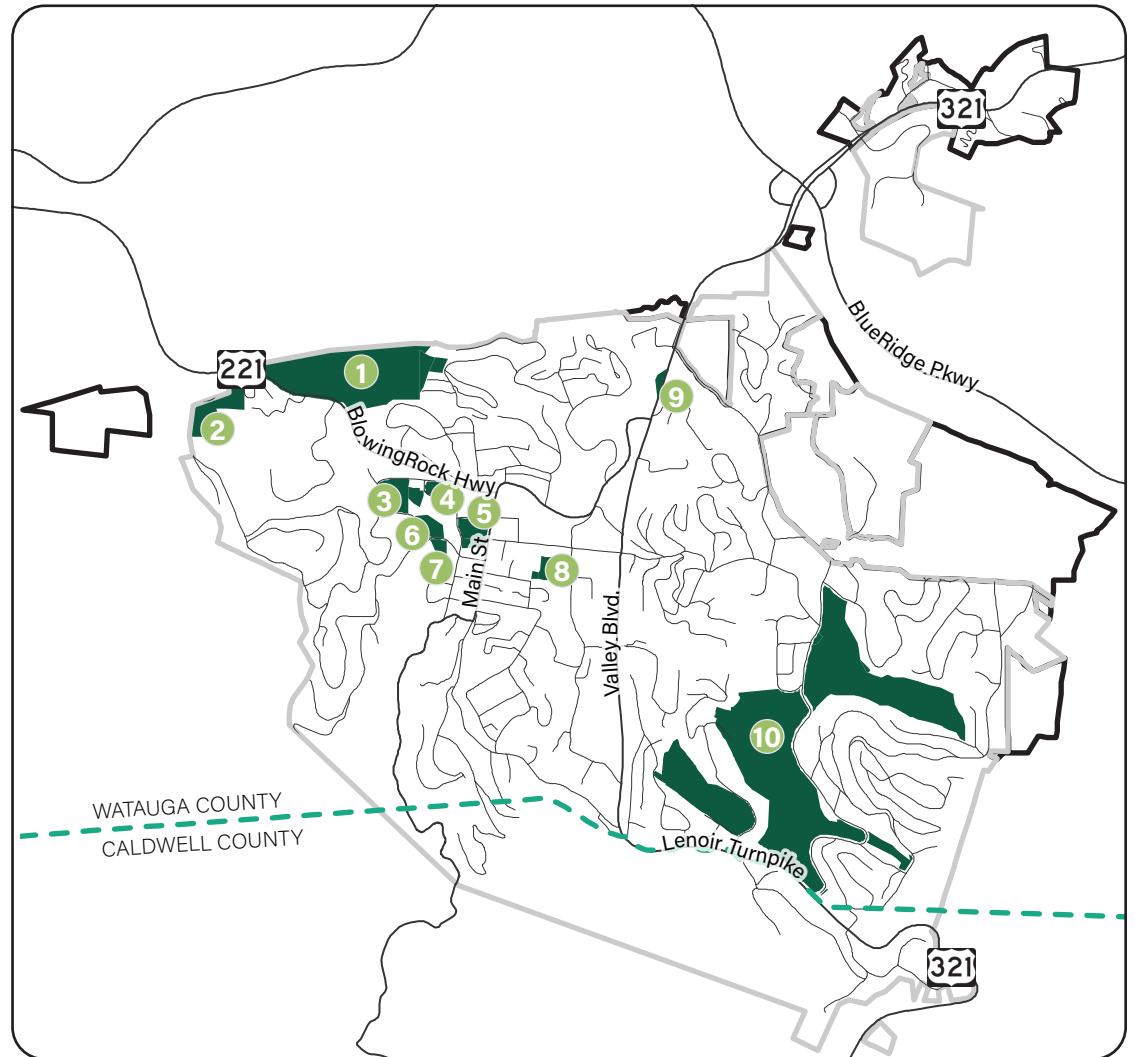 321
BlueRidge Pkwy
221
1
2
9
BlowingRock Hwy
3
4
5
6
7
Main St
8
Valley Blvd.
10
WATAUGA COUNTY
CALDWELL COUNTY
Lenoir Turnpike
321